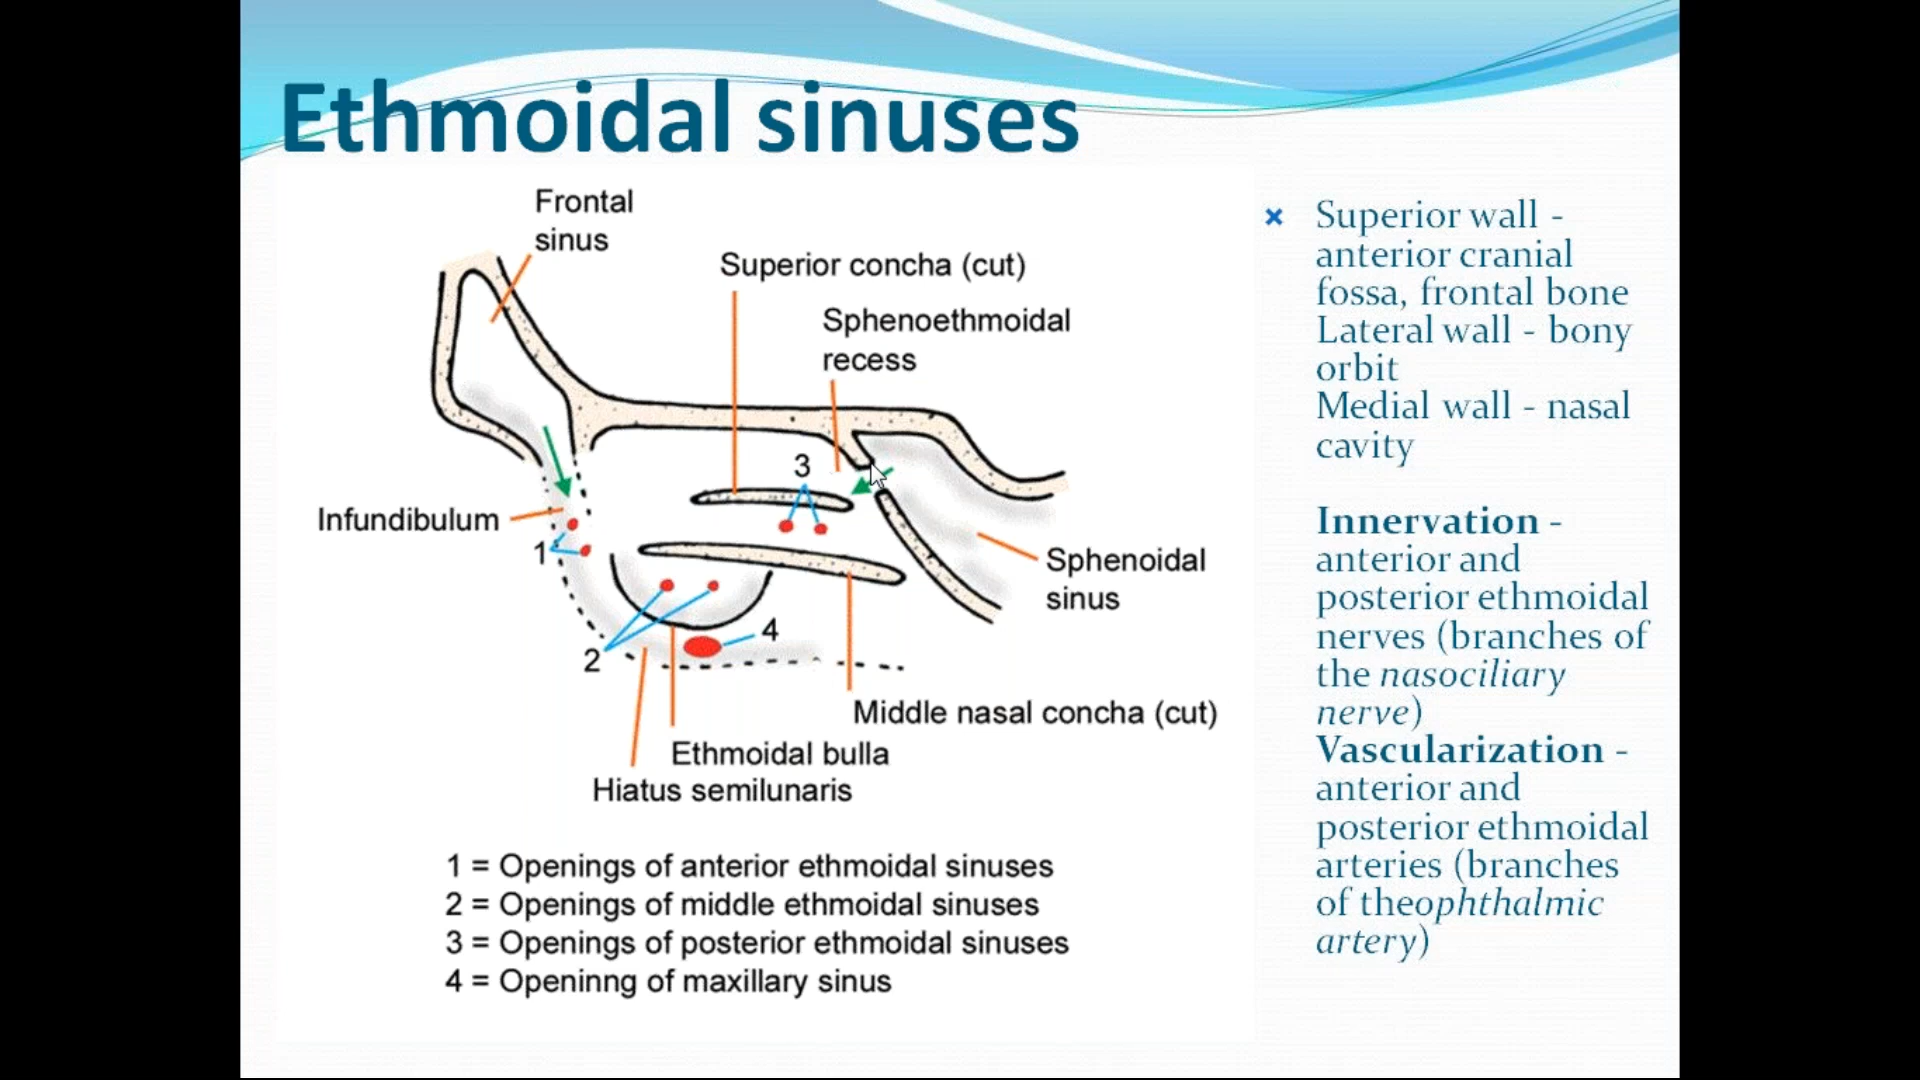 Ethmoidal sinuses
Frontal
sinus
Superior concha (cut)
Sphenoethmoidal
recess
3
Infundibulum
1
Sphenoidal
sinus
4
2
Middle nasal concha (cut)
Ethmoidal bulla
Hiatus semilunaris
1 = Openings of anterior ethmoidal sinuses
2 = Openings of middle ethmoidal sinuses
3 = Openings of posterior ethmoidal sinuses
4 = Openinng of maxillary sinus
Superior wall -
anterior cranial
fossa, frontal bone
Lateral wall - bony
orbit
Medial wall - nasal
cavity
Innervation -
anterior and
posterior ethmoidal
nerves (branches of
the nasociliary
nerve)
Vascularization -
anterior and
posterior ethmoidal
arteries (branches
of theophthalmic
artery)